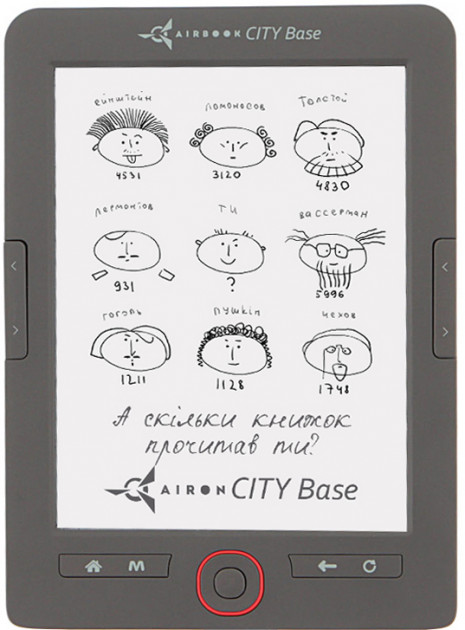 AIRBOOK CITY Base
ейнштейн
ломоносов
толстой
4531
3120
4830
лермонтов
ти
вассерман
931
?
5996
гоголь
пушкін
чехов
1211
1128
1748
А скільки книжок
прочитав ти?
AIRON CITY Base
M